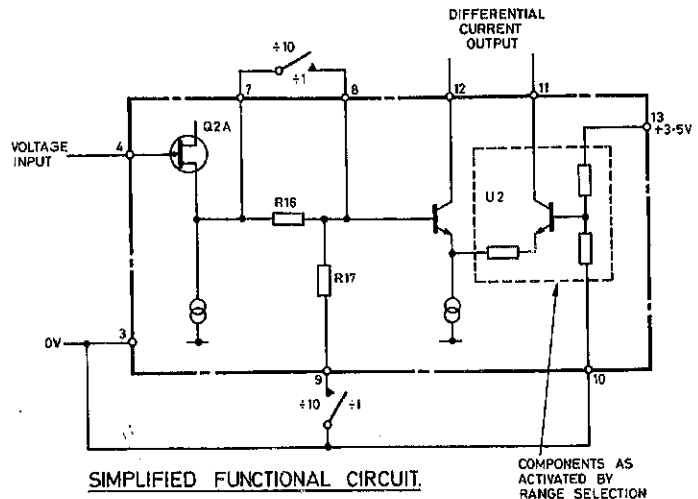 DIFFERENTIAL
CURRENT
OUTPUT
÷10
÷1
7
8
12
11
13
+3·5V
Q2A
VOLTAGE
INPUT
4
U2
R16
R17
0V
3
9
10
÷10
÷1
SIMPLIFIED FUNCTIONAL CIRCUIT.
COMPONENTS AS
ACTIVATED BY
RANGE SELECTION